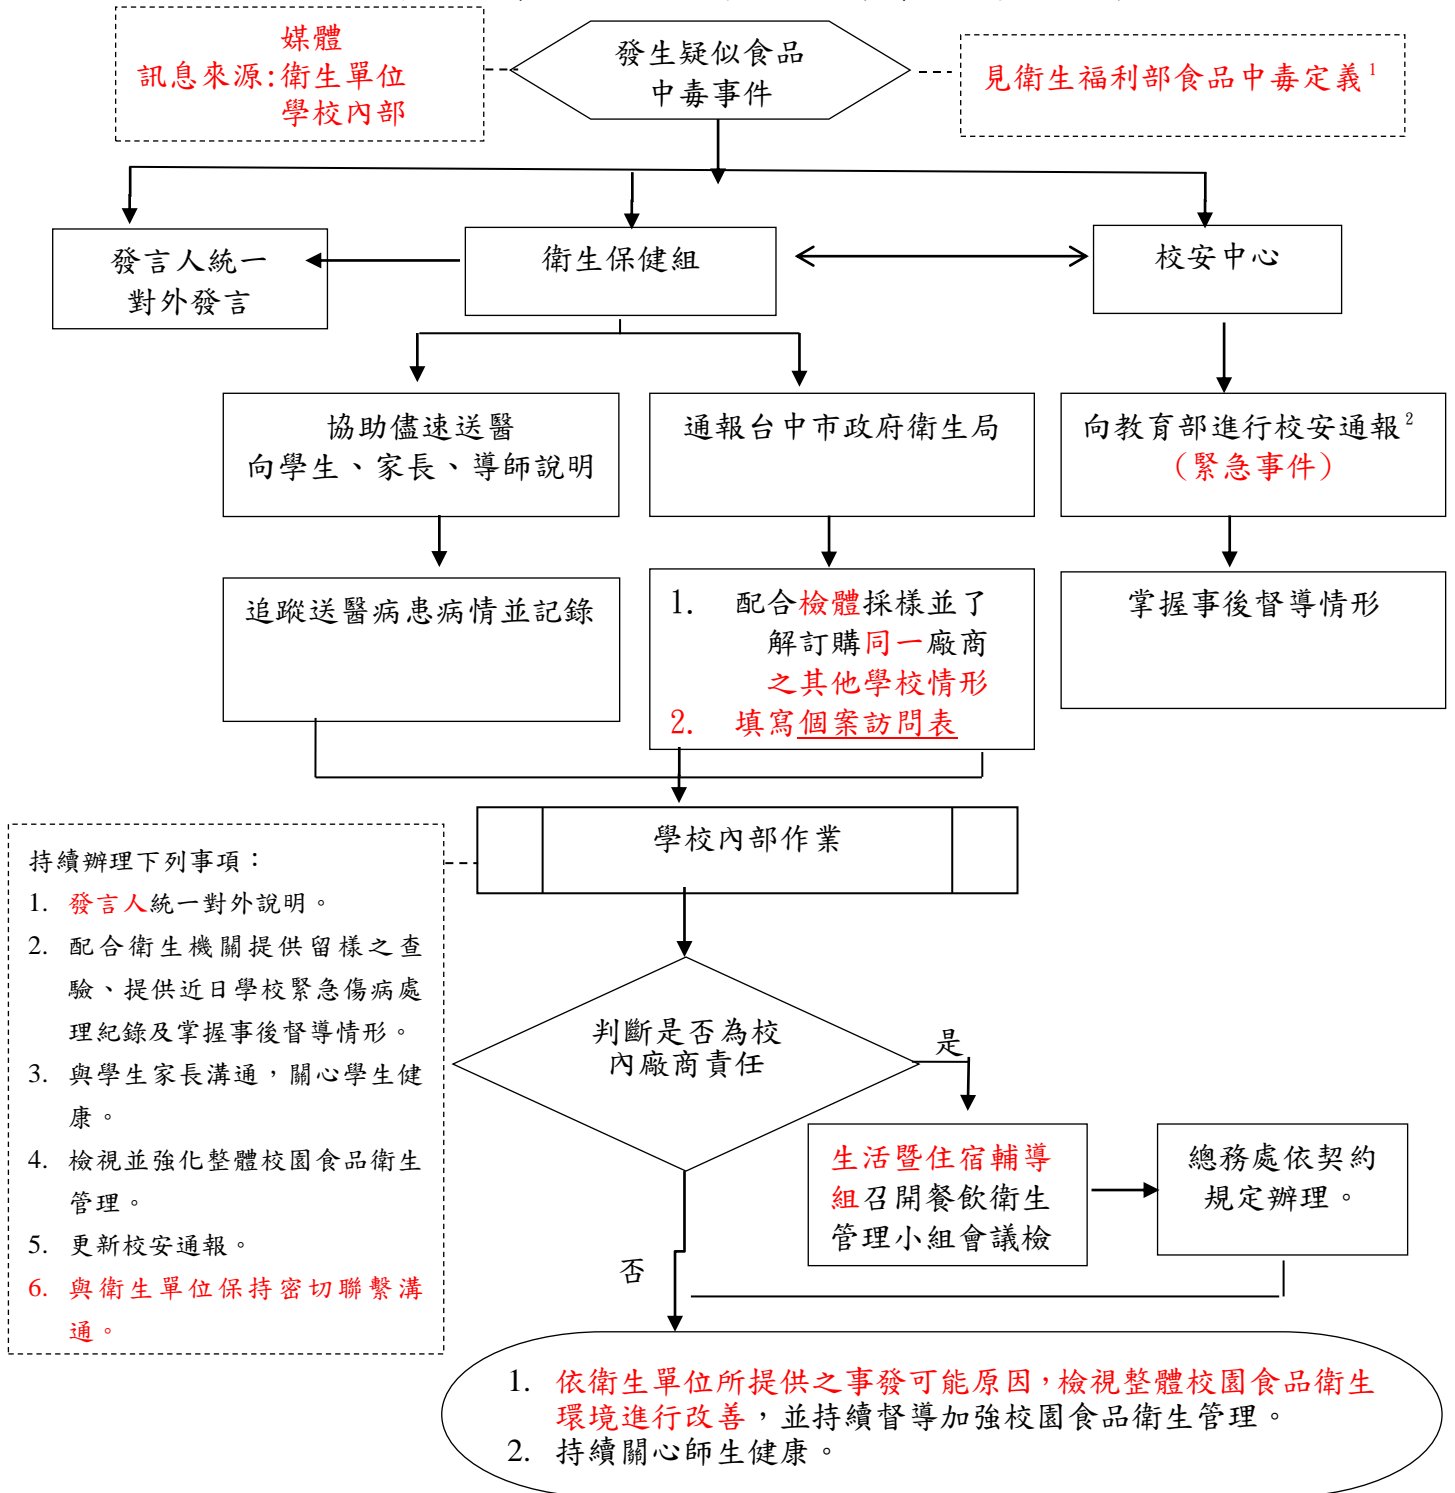 媒體
訊息來源:衛生單位
學校內部
發生疑似食品
中毒事件
見衛生福利部食品中毒定義1
發言人統一
對外發言
衛生保健組
校安中心
協助儘速送醫
向學生、家長、導師說明
通報台中市政府衛生局
向教育部進行校安通報2
(緊急事件)
追蹤送醫病患病情並記錄
1. 配合檢體採樣並了
解訂購同一廠商
之其他學校情形
2. 填寫個案訪問表
掌握事後督導情形
學校內部作業
持續辦理下列事項：
1. 發言人統一對外說明。
2. 配合衛生機關提供留樣之查
驗、提供近日學校緊急傷病處
理紀錄及掌握事後督導情形。
3. 與學生家長溝通，關心學生健
康。
4. 檢視並強化整體校園食品衛生
管理。
5. 更新校安通報。
6. 與衛生單位保持密切聯繫溝
通。
判斷是否為校
內廠商責任
是
生活暨住宿輔導
組召開餐飲衛生
管理小組會議檢
總務處依契約
規定辦理。
否
1. 依衛生單位所提供之事發可能原因，檢視整體校園食品衛生
環境進行改善，並持續督導加強校園食品衛生管理。
2. 持續關心師生健康。